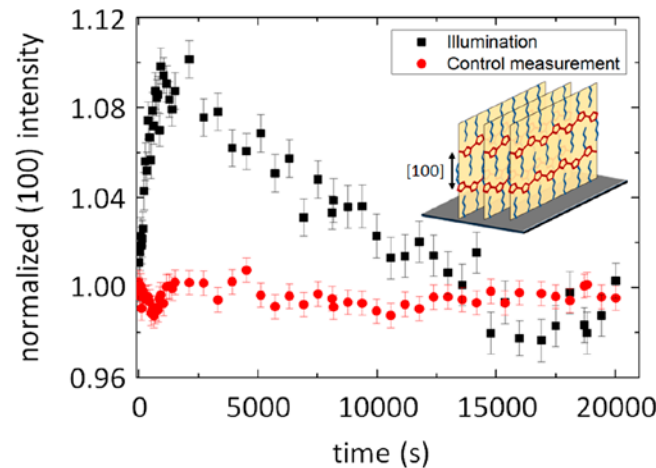 1.12
1.08
1.04
1.00
0.96
normalized (100) intensity
Illumination
Control measurement
[100]
0
5000
10000
15000
20000
time (s)